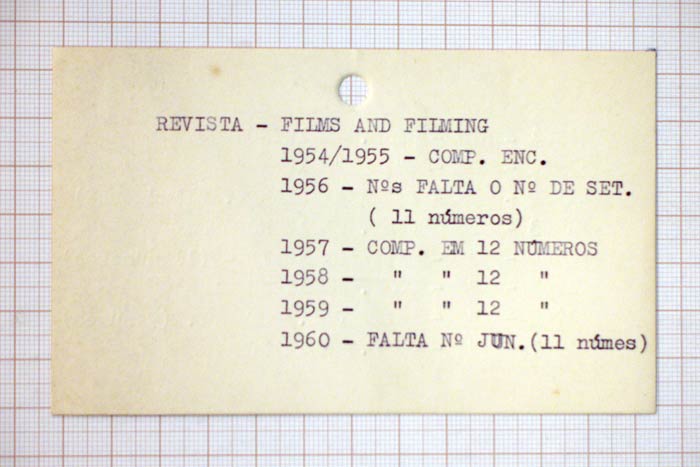 REVISTA - FILMS AND FILMING
1954/1955 - COMP. ENC.
1956 - Nºs FALTA O Nº DE SET.
( 11 números)
1957 - COMP. EM 12 NÚMEROS
1958 - " " 12 "
1959 - " " 12 "
1960 - FALTA Nº JUN.(11 númes)